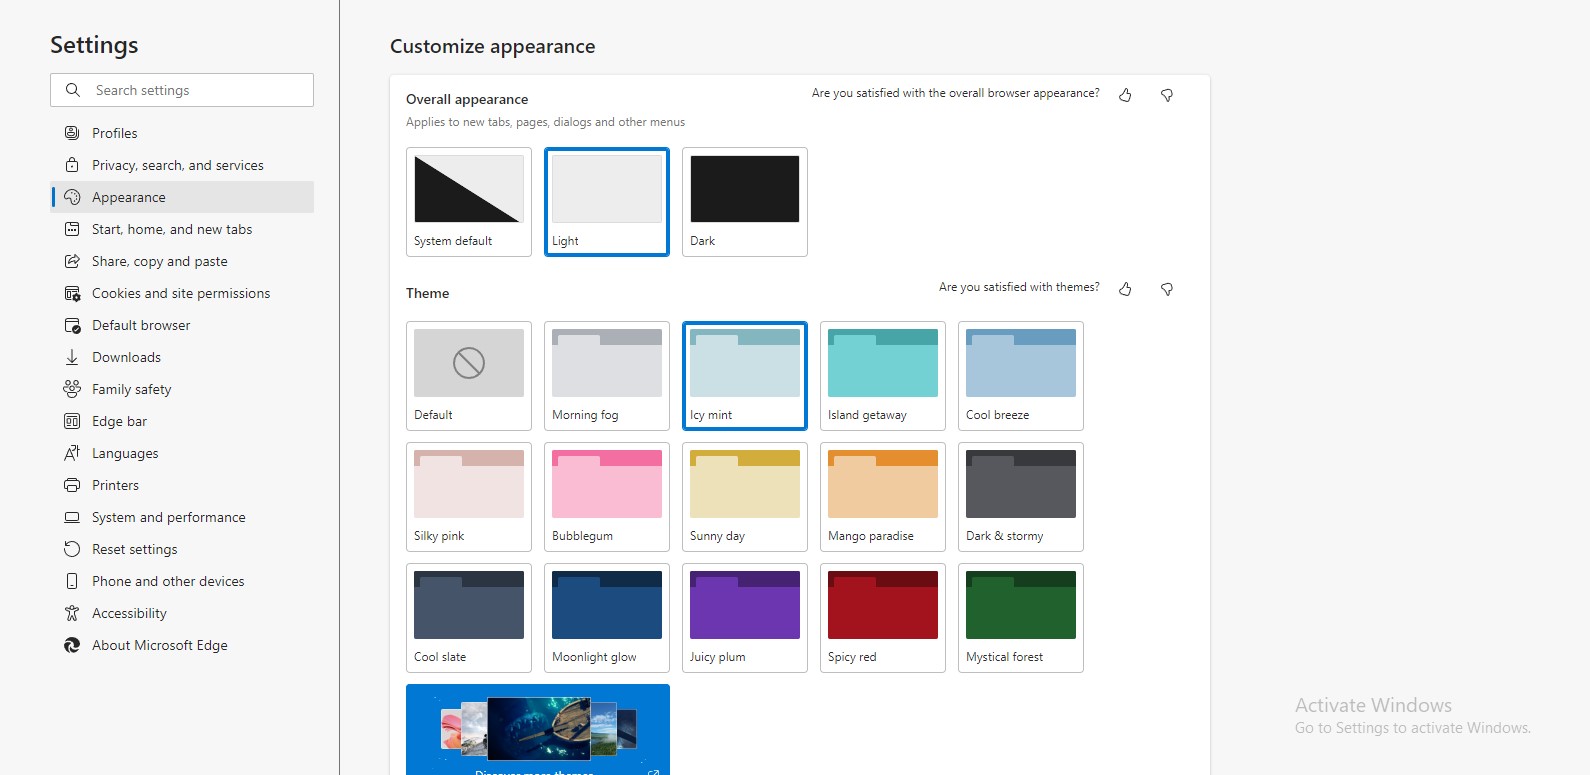 Settings
Search settings
Profiles
Privacy, search, and services
Appearance
Start, home, and new tabs
Share, copy and paste
Cookies and site permissions
Default browser
Downloads
Family safety
Edge bar
Languages
Printers
System and performance
Reset settings
Phone and other devices
Accessibility
About Microsoft Edge
Customize appearance
Overall appearance
Are you satisfied with the overall browser appearance?
Applies to new tabs, pages, dialogs and other menus
System default
Light
Dark
Theme
Are you satisfied with themes?
Default
Morning fog
Icy mint
Island getaway
Cool breeze
Silky pink
Bubblegum
Sunny day
Mango paradise
Dark & stormy
Cool slate
Moonlight glow
Juicy plum
Spicy red
Mystical forest
Discover more themes
Activate Windows
Go to Settings to activate Windows.